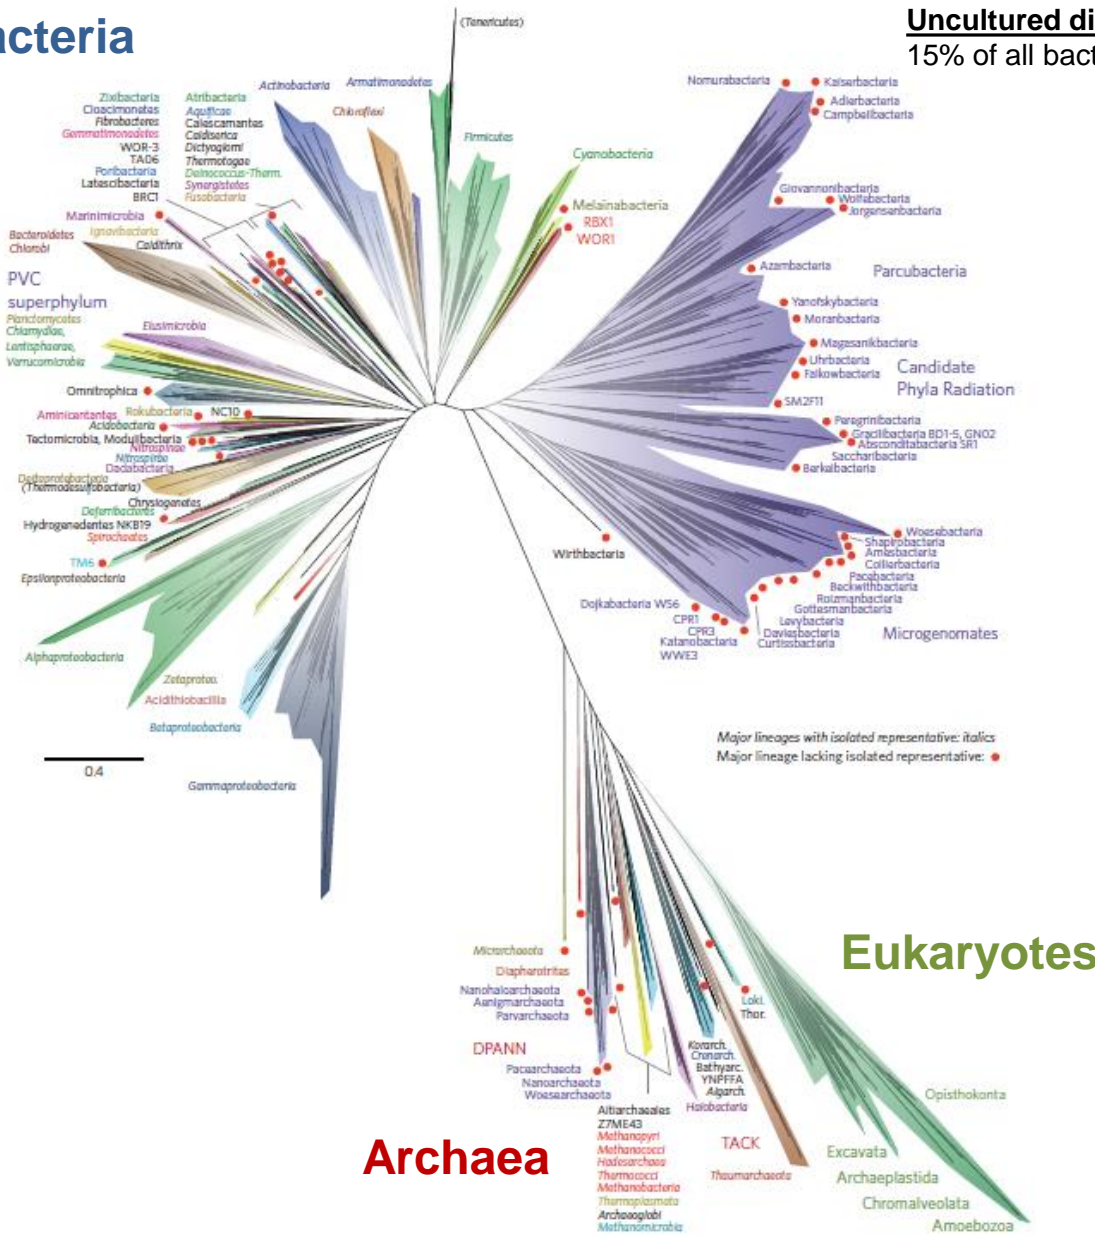 acteria
Uncultured di
15% of all bact
(Tenericutes)
Actinobacteria
Armatimonadetes
Chloroflexi
Firmicutes
Cyanobacteria
Melainabacteria
RBX1
WOR1
Zixibacteria
Cloacimonetes
Fibrobacteres
Gemmatimonadetes
WOR-3
TA06
Poribacteria
Latescibacteria
BRC1
Atribacteria
Aquificae
Calescamantes
Caldiserica
Dictyoglomi
Thermotogae
Deinococcus-Therm.
Synergistetes
Fusobacteria
Marinimicrobia
Ignavibacteria
Bacteroidetes
Chlorobi
Caldithrix
PVC
superphylum
Planctomycetes
Chlamydiae,
Lentisphaerae,
Verrucomicrobia
Elusimicrobia
Omnitrophica
Aminicentantes
Rokubacteria
NC10
Acidobacteria
Tectomicrobia, Modulibacteria
Nitrospinae
Nitrospirae
Dadabacteria
Deltaproteobacteria
(Thermodesulfobacteria)
Chrysiogenetes
Deferribacteres
Hydrogenedentes NKB19
Spirochaetes
TM6
Epsilonproteobacteria
Alphaproteobacteria
Zetaproteo.
Acidithiobacillia
Betaproteobacteria
0.4
Gammaproteobacteria
Nomurabacteria
Kaiserbacteria
Adlerbacteria
Campbellbacteria
Giovannonibacteria
Wolfebacteria
Jorgensenbacteria
Azambacteria
Parcubacteria
Yanofskybacteria
Moranbacteria
Magasanikbacteria
Uhrbacteria
Falkowbacteria
Candidate
Phyla Radiation
SM2F11
Peregrinibacteria
Gracilibacteria BD1-5, GN02
Absconditabacteria SR1
Saccharibacteria
Berkelbacteria
Woesebacteria
Shapirobacteria
Amesbacteria
Collierbacteria
Pacebacteria
Beckwithbacteria
Roizmanbacteria
Gottesmanbacteria
Levybacteria
Daviesbacteria
Curtissbacteria
Microgenomates
Wirthbacteria
Dojkabacteria WS6
CPR1
CPR3
Katanobacteria
WWE3
Major lineages with isolated representative: italics
Major lineage lacking isolated representative:
Micrarchaeota
Diapherotrites
Nanohaloarchaeota
Aenigmarchaeota
Parvarchaeota
DPANN
Pacearchaeota
Nanoarchaeota
Woesearchaeota
Altiarchaeales
Z7ME43
Methanopyri
Methanococci
Hadesarchaea
Thermococci
Methanobacteria
Thermoplasmata
Archaeoglobi
Methanomicrobia
Halobacteria
Korarch.
Crenarch.
Bathyarc.
YNPFFA
Aigarch.
TACK
Thaumarchaeota
Loki.
Thor.
Archaea
Eukaryotes
Opisthokonta
Excavata
Archaeplastida
Chromalveolata
Amoebozoa